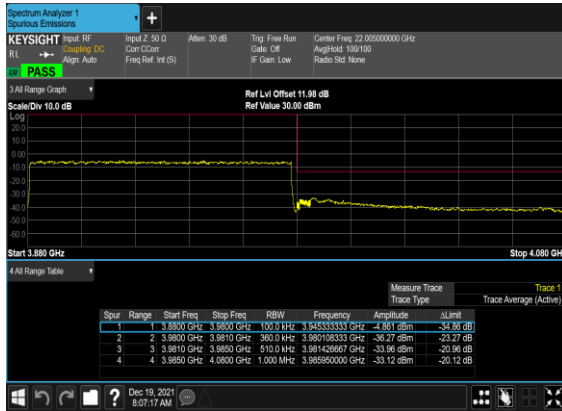 Spectrum Analyzer 1
Spurious Emissions
KEYSIGHT Input: RF Input Z: 50 Ω Atten: 30 dB Trig: Free Run Center Freq: 22.005000000 GHz
RL Coupling: DC Corr CCorr Gate: Off Avg|Hold: 100/100
Align: Auto Freq Ref: Int (S) IF Gain: Low Radio Std: None
PASS
3 All Range Graph
Ref Lvl Offset 11.98 dB
Scale/Div 10.0 dB Ref Value 30.00 dBm
Log
20.0
10.0
0.00
-10.0
-20.0
-30.0
-40.0
-50.0
-60.0
Start 3.880 GHz Stop 4.080 GH
4 All Range Table
Measure Trace Trace 1
Trace Type Trace Average (Active)
Spur Range Start Freq Stop Freq RBW Frequency Amplitude ΔLimit
1 1 3.8800 GHz 3.9800 GHz 100.0 kHz 3.945333333 GHz -4.861 dBm -34.86 dB
2 2 3.9800 GHz 3.9810 GHz 360.0 kHz 3.980108333 GHz -36.27 dBm -23.27 dB
3 3 3.9810 GHz 3.9850 GHz 510.0 kHz 3.981426667 GHz -33.96 dBm -20.96 dB
4 4 3.9850 GHz 4.0800 GHz 1.000 MHz 3.985950000 GHz -33.12 dBm -20.12 dB
Dec 19, 2021
8:07:17 AM